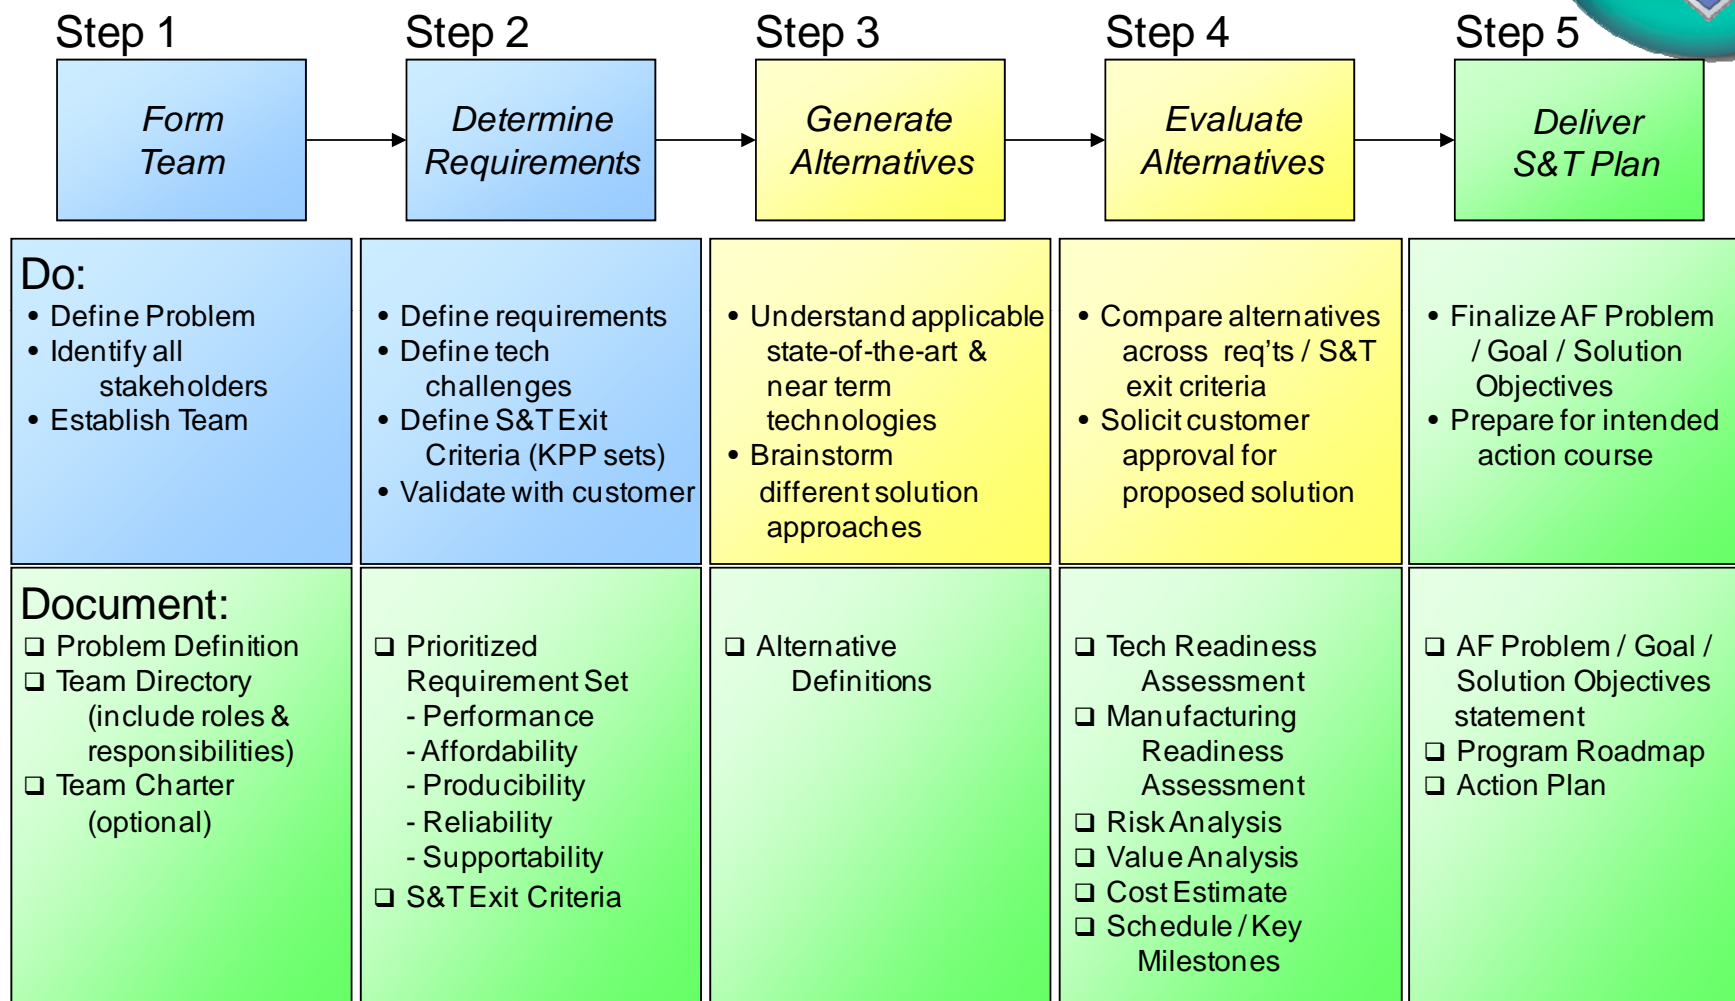 Step 1
Step 2
Step 3
Step 4
Step 5
Form
Team
Determine
Requirements
Generate
Alternatives
Evaluate
Alternatives
Deliver
S&T Plan
Do:
• Define Problem
• Identify all
stakeholders
• Establish Team
• Define requirements
• Define tech
challenges
• Define S&T Exit
Criteria (KPP sets)
• Validate with customer
• Understand applicable
state-of-the-art &
near term
technologies
• Brainstorm
different solution
approaches
• Compare alternatives
across req'ts / S&T
exit criteria
• Solicit customer
approval for
proposed solution
• Finalize AF Problem
/ Goal / Solution
Objectives
• Prepare for intended
action course
Document:
❑ Problem Definition
❑ Team Directory
(include roles &
responsibilities)
❑ Team Charter
(optional)
❑ Prioritized
Requirement Set
- Performance
- Affordability
- Producibility
- Reliability
- Supportability
❑ S&T Exit Criteria
❑ Alternative
Definitions
❑ Tech Readiness
Assessment
❑ Manufacturing
Readiness
Assessment
❑ Risk Analysis
❑ Value Analysis
❑ Cost Estimate
❑ Schedule / Key
Milestones
❑ AF Problem / Goal /
Solution Objectives
statement
❑ Program Roadmap
❑ Action Plan